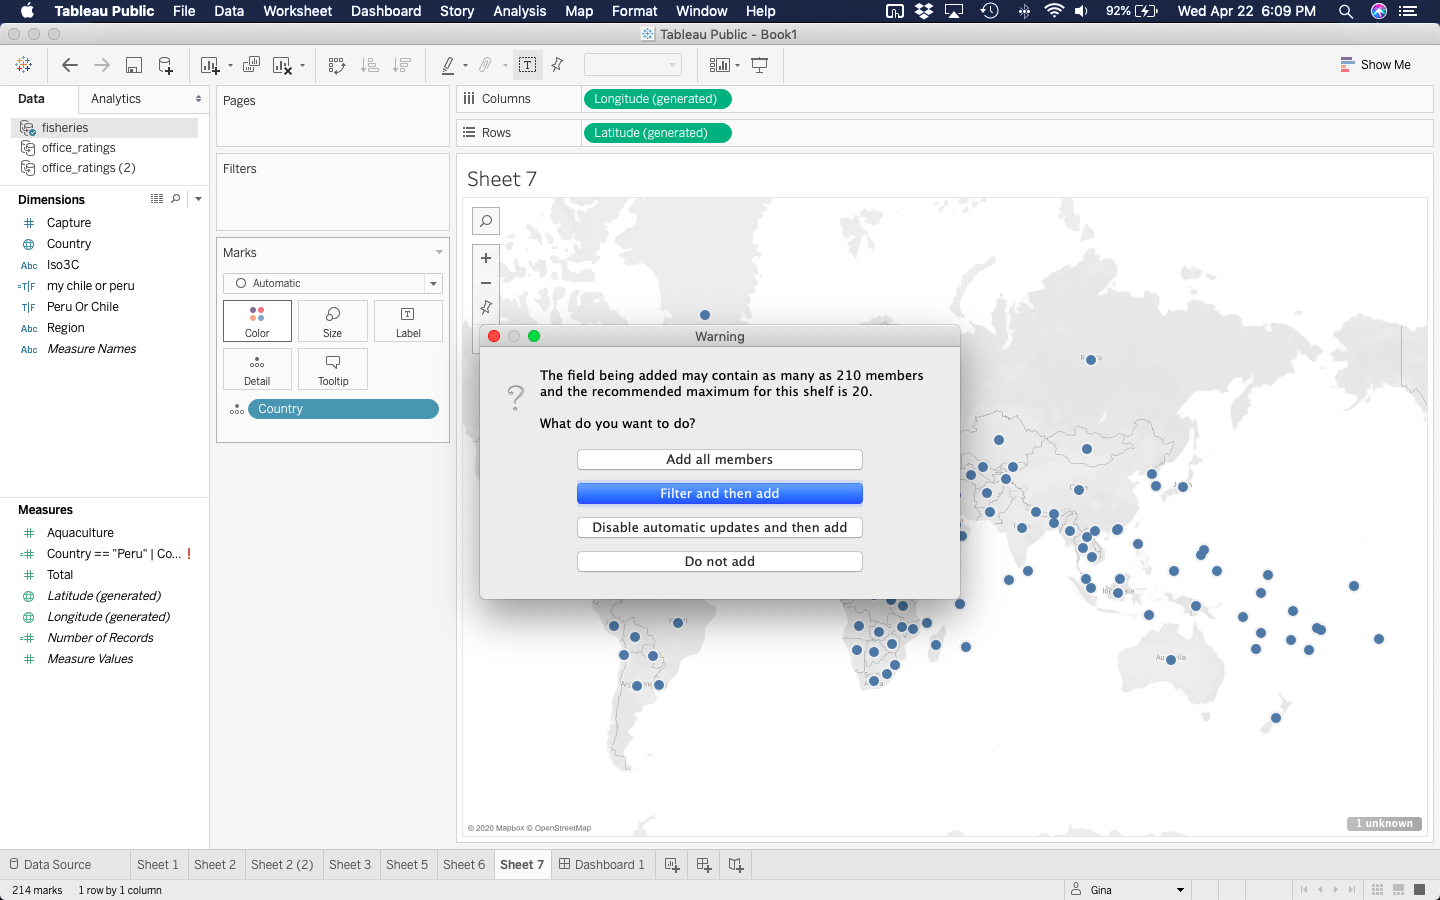 Tableau Public File Data Worksheet Dashboard Story Analysis Map Format Window Help 92% Wed Apr 22 6:09 PM
Tableau Public - Book1
Show Me
Data Analytics
fisheries
office_ratings
office_ratings (2)
Dimensions
Capture
Country
Abc Iso3C
=T|F my chile or peru
T|F Peru Or Chile
Abc Region
Abc Measure Names
Measures
Aquaculture
Country == "Peru" | Co... !
Total
Latitude (generated)
Longitude (generated)
Number of Records
Measure Values
Pages
Filters
Marks
Automatic
Color Size Label
Detail Tooltip
Country
Columns Longitude (generated)
Rows Latitude (generated)
Sheet 7
Warning
The field being added may contain as many as 210 members
and the recommended maximum for this shelf is 20.
What do you want to do?
Add all members
Filter and then add
Disable automatic updates and then add
Do not add
© 2020 Mapbox © OpenStreetMap
1 unknown
Data Source Sheet 1 Sheet 2 Sheet 2 (2) Sheet 3 Sheet 5 Sheet 6 Sheet 7 Dashboard 1
214 marks 1 row by 1 column Gina